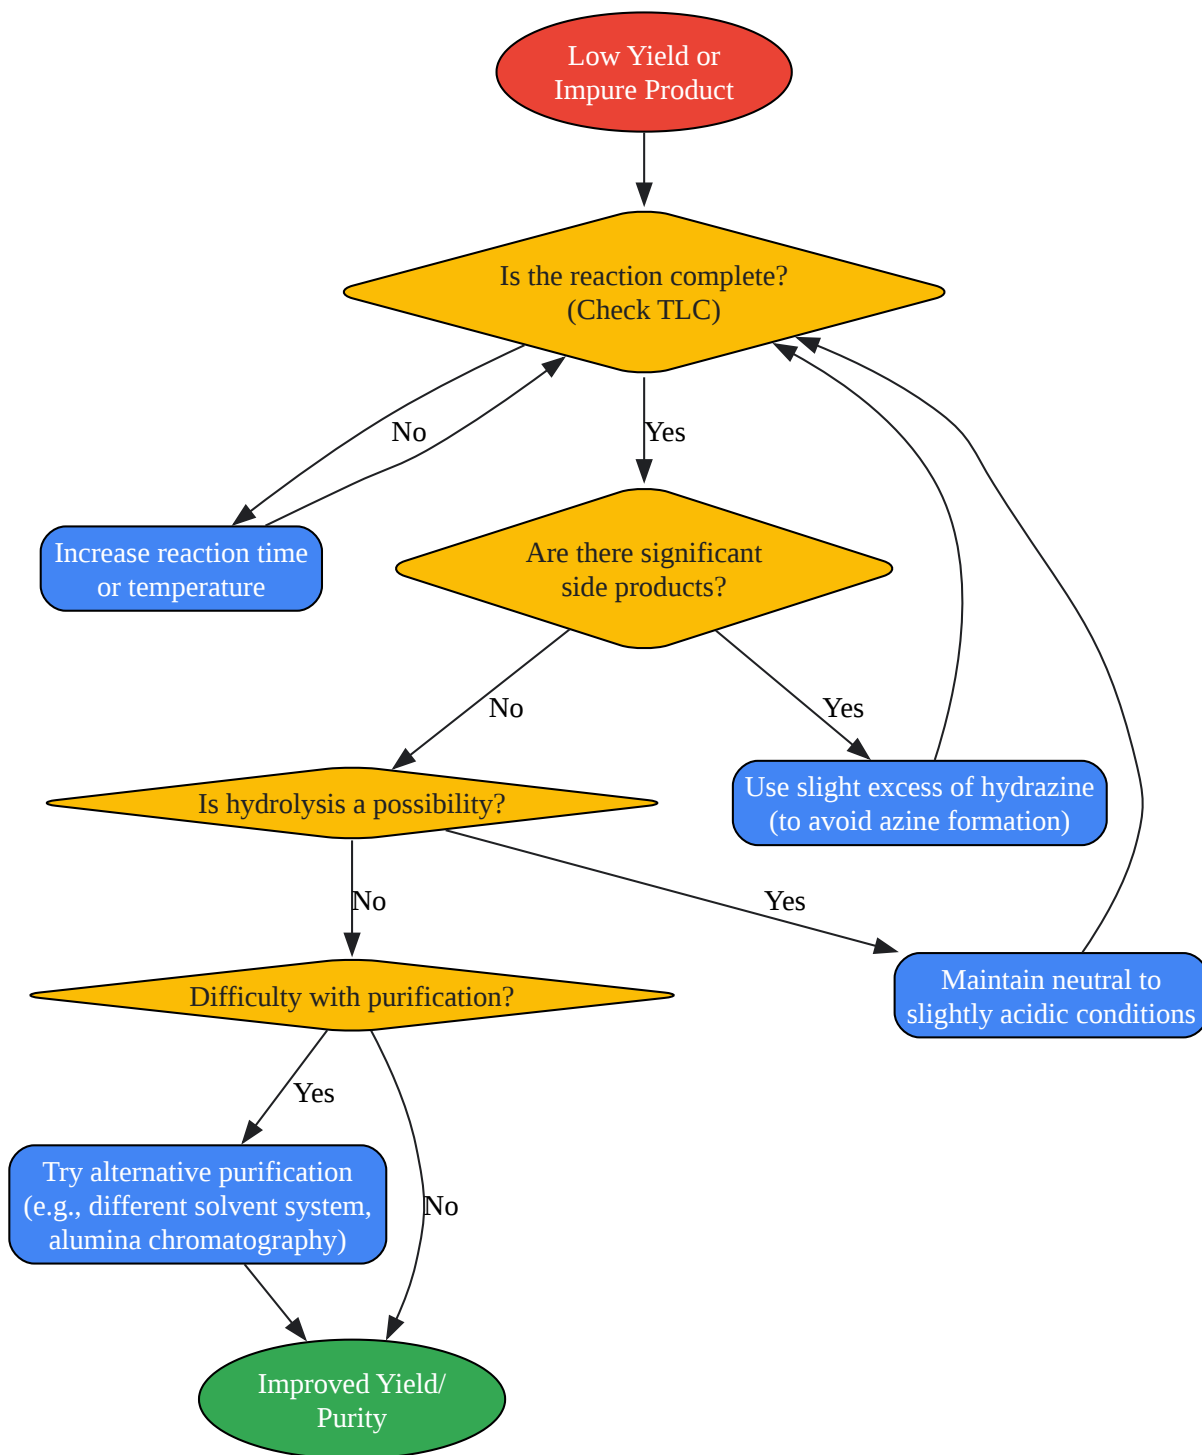 Low Yield or
Impure Product
Is the reaction complete?
(Check TLC)
No
Yes
Increase reaction time
or temperature
Are there significant
side products?
No
Yes
Is hydrolysis a possibility?
Use slight excess of hydrazine
(to avoid azine formation)
No
Yes
Difficulty with purification?
Maintain neutral to
slightly acidic conditions
Yes
Try alternative purification
(e.g., different solvent system,
alumina chromatography)
No
Improved Yield/
Purity